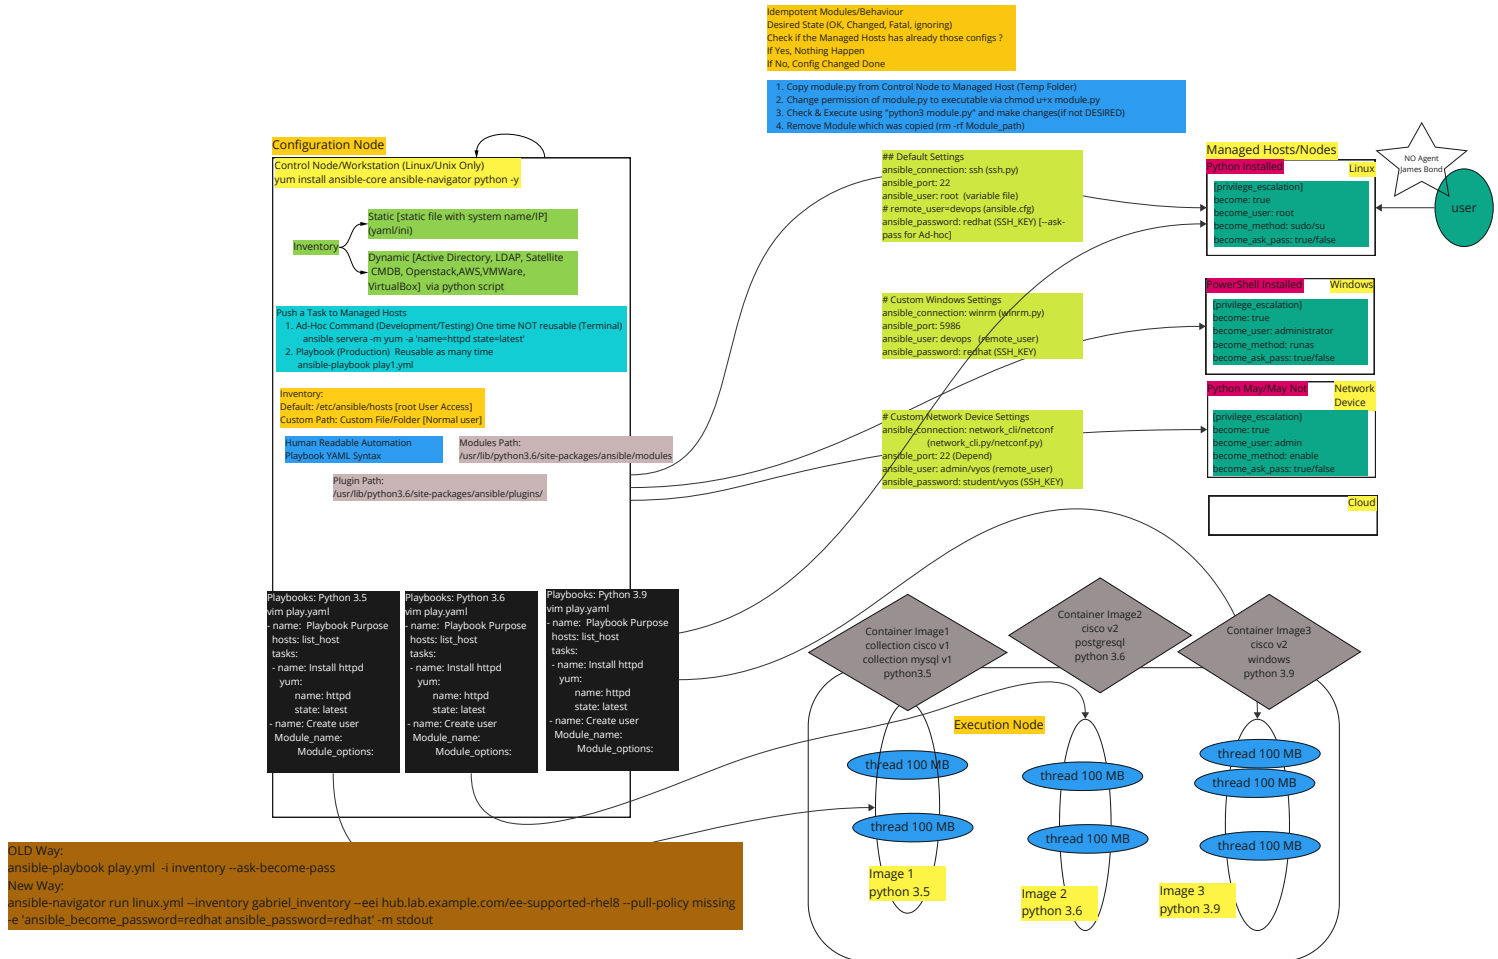 Idempotent Modules/Behaviour
Desired State (OK, Changed, Fatal, ignoring)
Check if the Managed Hosts has already those configs ?
If Yes, Nothing Happen
If No, Config Changed Done
1. Copy module.py from Control Node to Managed Host (Temp Folder)
2. Change permission of module.py to executable via chmod u+x module.py
3. Check & Execute using "python3 module.py" and make changes(if not DESIRED)
4. Remove Module which was copied (rm -rf Module_path)
Configuration Node
Control Node/Workstation (Linux/Unix Only)
yum install ansible-core ansible-navigator python -y
Inventory
Static [static file with system name/IP]
(yaml/ini)
Dynamic [Active Directory, LDAP, Satellite
CMDB, Openstack,AWS,VMWare,
VirtualBox] via python script
Push a Task to Managed Hosts
1. Ad-Hoc Command (Development/Testing) One time NOT reusable (Terminal)
ansible servera -m yum -a 'name=httpd state=latest'
2. Playbook (Production) Reusable as many time
ansible-playbook play1.yml
Inventory:
Default: /etc/ansible/hosts [root User Access]
Custom Path: Custom File/Folder [Normal user]
Human Readable Automation
Playbook YAML Syntax
Modules Path:
/usr/lib/python3.6/site-packages/ansible/modules
Plugin Path:
/usr/lib/python3.6/site-packages/ansible/plugins/
## Default Settings
ansible_connection: ssh (ssh.py)
ansible_port: 22
ansible_user: root (variable file)
# remote_user=devops (ansible.cfg)
ansible_password: redhat (SSH_KEY) [--ask-
pass for Ad-hoc]
# Custom Windows Settings
ansible_connection: winrm (winrm.py)
ansible_port: 5986
ansible_user: devops (remote_user)
ansible_password: redhat (SSH_KEY)
# Custom Network Device Settings
ansible_connection: network_cli/netconf
(network_cli.py/netconf.py)
ansible_port: 22 (Depend)
ansible_user: admin/vyos (remote_user)
ansible_password: student/vyos (SSH_KEY)
Managed Hosts/Nodes
Python Installed
Linux
[privilege_escalation]
become: true
become_user: root
become_method: sudo/su
become_ask_pass: true/false
NO Agent
James Bond
user
PowerShell Installed
Windows
[privilege_escalation]
become: true
become_user: administrator
become_method: runas
become_ask_pass: true/false
Python May/May Not
Network
Device
[privilege_escalation]
become: true
become_user: admin
become_method: enable
become_ask_pass: true/false
Cloud
Playbooks: Python 3.5
vim play.yaml
- name: Playbook Purpose
hosts: list_host
tasks:
- name: Install httpd
yum:
name: httpd
state: latest
- name: Create user
Module_name:
Module_options:
Playbooks: Python 3.6
vim play.yaml
- name: Playbook Purpose
hosts: list_host
tasks:
- name: Install httpd
yum:
name: httpd
state: latest
- name: Create user
Module_name:
Module_options:
Playbooks: Python 3.9
vim play.yaml
- name: Playbook Purpose
hosts: list_host
tasks:
- name: Install httpd
yum:
name: httpd
state: latest
- name: Create user
Module_name:
Module_options:
Container Image1
collection cisco v1
collection mysql v1
python3.5
Container Image2
cisco v2
postgresql
python 3.6
Container Image3
cisco v2
windows
python 3.9
Execution Node
thread 100 MB
thread 100 MB
Image 1
python 3.5
thread 100 MB
thread 100 MB
Image 2
python 3.6
thread 100 MB
thread 100 MB
thread 100 MB
Image 3
python 3.9
OLD Way:
ansible-playbook play.yml -i inventory --ask-become-pass
New Way:
ansible-navigator run linux.yml --inventory gabriel_inventory --eei hub.lab.example.com/ee-supported-rhel8 --pull-policy missing
-e 'ansible_become_password=redhat ansible_password=redhat' -m stdout